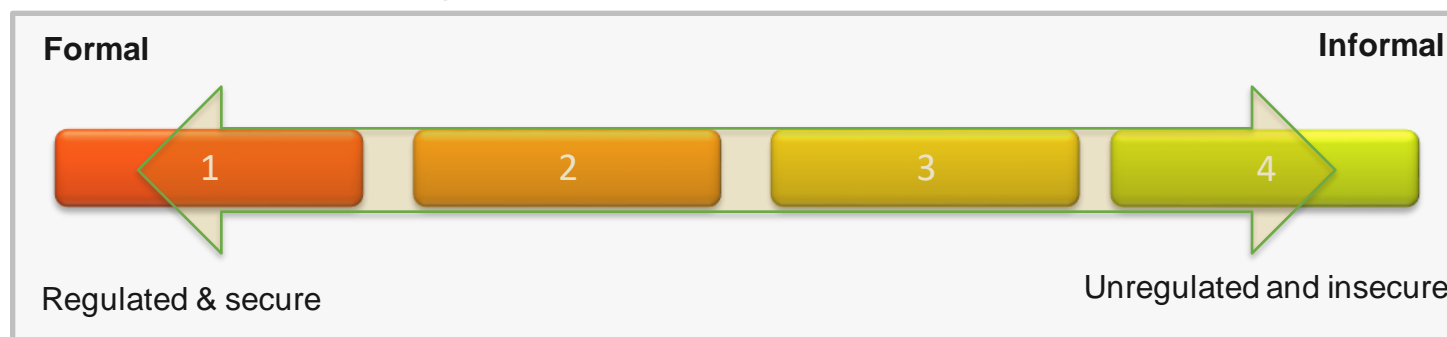 Formal
Informal
1
2
3
4
Regulated & secure
Unregulated and insecure